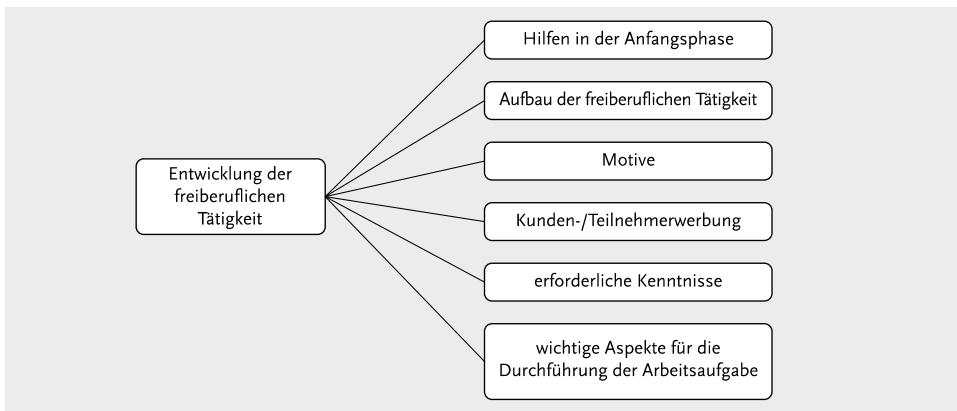 Entwicklung der
freiberuflichen
Tätigkeit
Hilfen in der Anfangsphase
Aufbau der freiberuflichen Tätigkeit
Motive
Kunden-/Teilnehmerwerbung
erforderliche Kenntnisse
wichtige Aspekte für die
Durchführung der Arbeitsaufgabe